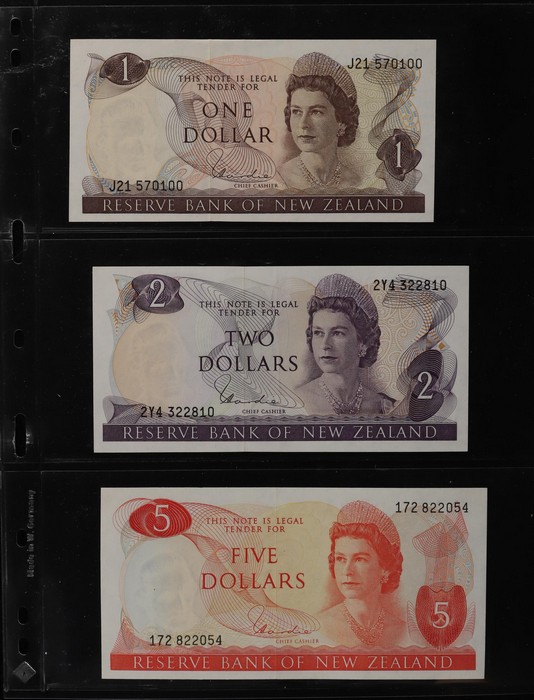 1
J21 570100
THIS NOTE IS LEGAL
TENDER FOR
ONE
DOLLAR
1
CHIEF CASHIER
J21 570100
RESERVE BANK OF NEW ZEALAND
2
2Y4 322810
THIS NOTE IS LEGAL
TENDER FOR
TWO
DOLLARS
2
CHIEF CASHIER
2Y4 322810
RESERVE BANK OF NEW ZEALAND
5
172 822054
THIS NOTE IS LEGAL
TENDER FOR
FIVE
DOLLARS
5
172 822054
CHIEF CASHIER
RESERVE BANK OF NEW ZEALAND
Made in W. Germany